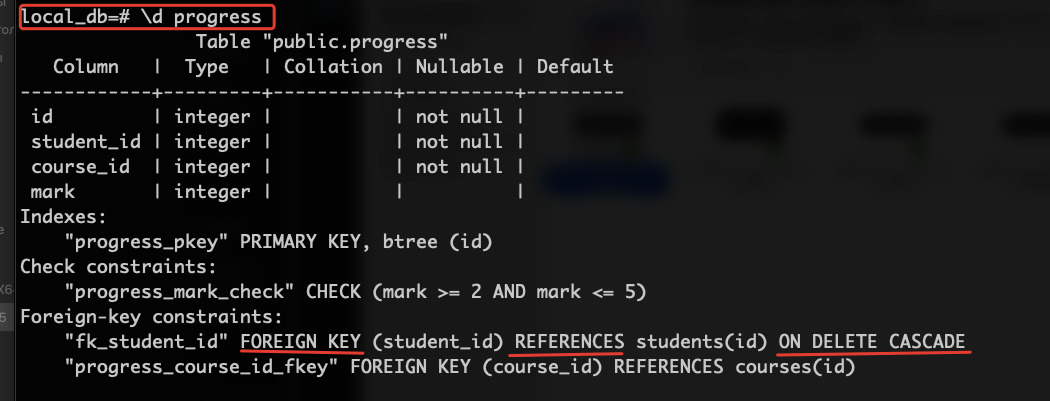 local_db=# \d progress
                Table "public.progress"
   Column   |  Type   | Collation | Nullable | Default
------------+---------+-----------+----------+---------
 id         | integer |           | not null |
 student_id | integer |           | not null |
 course_id  | integer |           | not null |
 mark       | integer |           |          |
Indexes:
    "progress_pkey" PRIMARY KEY, btree (id)
Check constraints:
    "progress_mark_check" CHECK (mark >= 2 AND mark <= 5)
Foreign-key constraints:
    "fk_student_id" FOREIGN KEY (student_id) REFERENCES students(id) ON DELETE CASCADE
    "progress_course_id_fkey" FOREIGN KEY (course_id) REFERENCES courses(id)